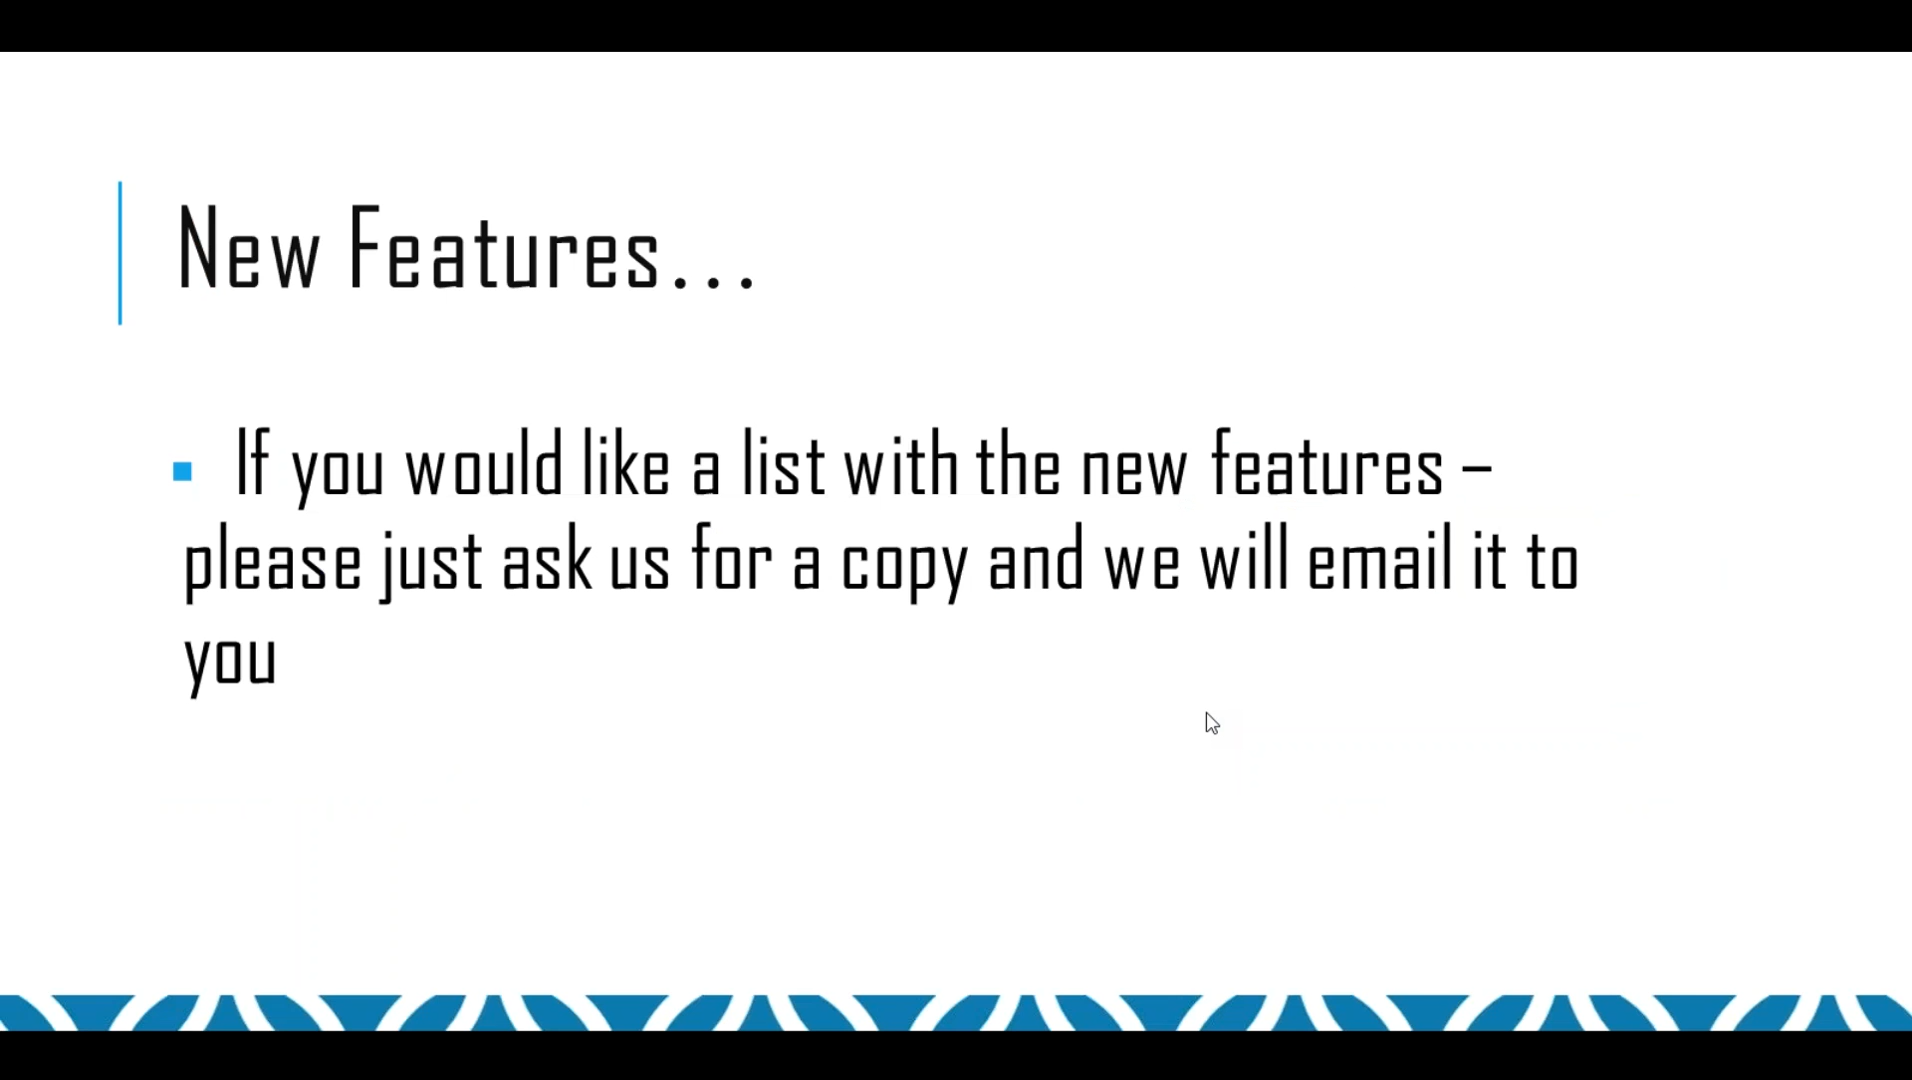 New Features...
▪ If you would like a list with the new features –
please just ask us for a copy and we will email it to
you